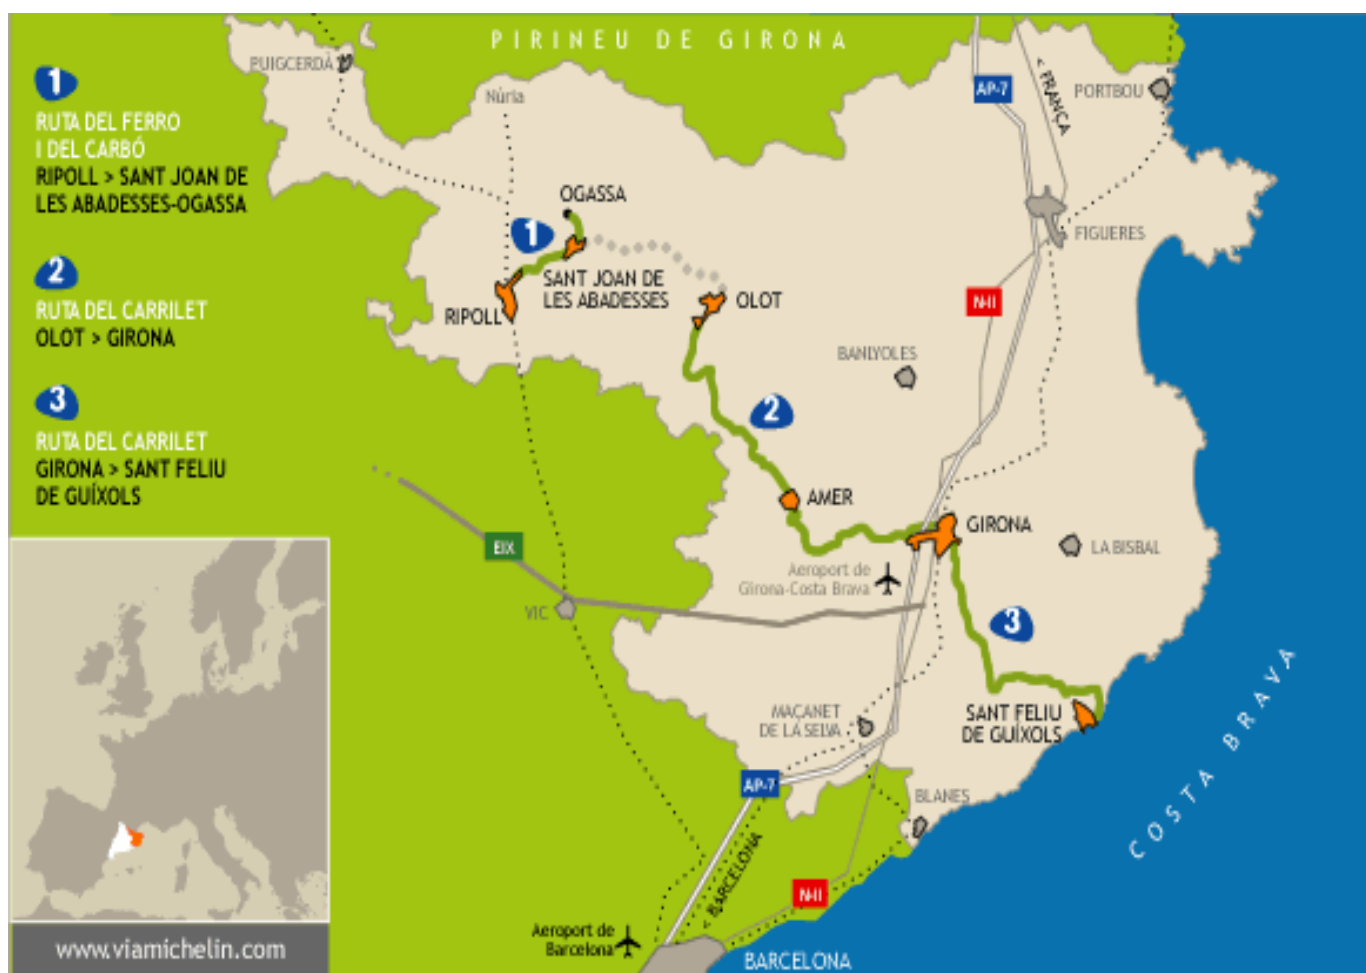 PIRINEU DE GIRONA
1
RUTA DEL FERRO
I DEL CARBÓ
RIPOLL > SANT JOAN DE
LES ABADESSES-OGASSA
2
RUTA DEL CARRILET
OLOT > GIRONA
3
RUTA DEL CARRILET
GIRONA > SANT FELIU
DE GUÍXOLS
PUIGCERDÀ
Núria
AP-7
< FRANÇA
PORTBOU
OGASSA
1
SANT JOAN DE
LES ABADESSES
RIPOLL
OLOT
FIGUERES
N-II
BANLYOLES
2
AMER
GIRONA
LA BISBAL
EIX
Aeroport de
Girona-Costa Brava
VIC
3
MAÇANET
DE LA SELVA
SANT FELIU
DE GUÍXOLS
AP-7
BLANES
COSTA BRAVA
< BARCELONA
N-II
Aeroport de
Barcelona
BARCELONA
www.viamichelin.com